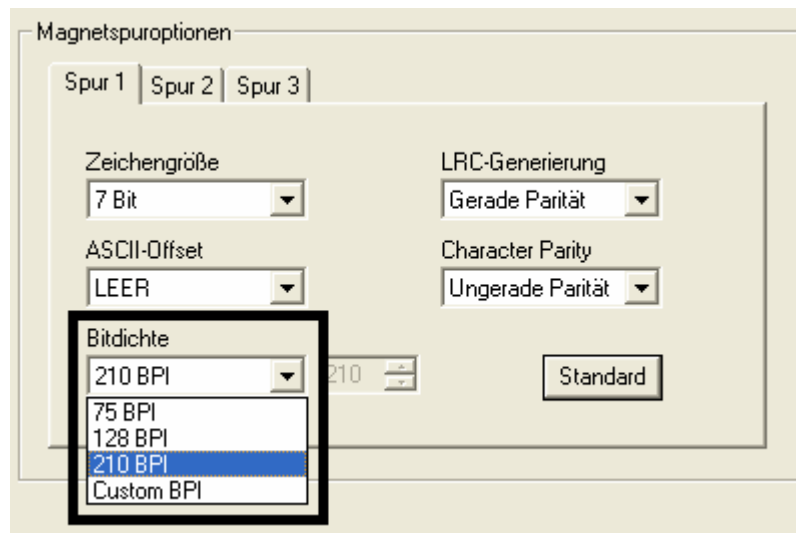 Magnetspuroptionen
Spur 1 Spur 2 Spur 3
Zeichengröße LRC-Generierung
7 Bit Gerade Parität
ASCII-Offset Character Parity
LEER Ungerade Parität
Bitdichte
210 BPI 210 Standard
75 BPI
128 BPI
210 BPI
Custom BPI